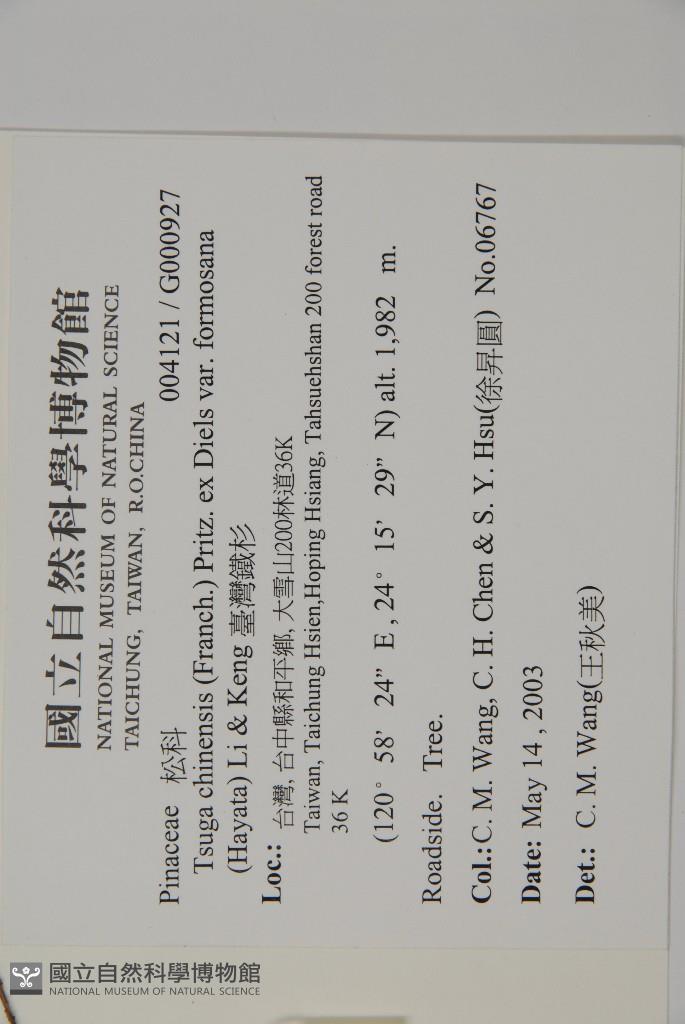 國立自然科學博物館
NATIONAL MUSEUM OF NATURAL SCIENCE
TAICHUNG, TAIWAN, R.O.CHINA
Pinaceae 松科 004121 / G000927
Tsuga chinensis (Franch.) Pritz. ex Diels var. formosana
(Hayata) Li & Keng 臺灣鐵杉
Loc.: 台灣, 台中縣和平鄉, 大雪山200林道36K
Taiwan, Taichung Hsien,Hoping Hsiang, Tahsuehshan 200 forest road
36 K
(120° 58’ 24” E , 24° 15’ 29” N) alt. 1,982 m.
Roadside. Tree.
Col.: C. M. Wang, C. H. Chen & S. Y. Hsu(徐昇圓) No.06767
Date: May 14 , 2003
Det.: C. M. Wang(王秋美)
國立自然科學博物館
NATIONAL MUSEUM OF NATURAL SCIENCE